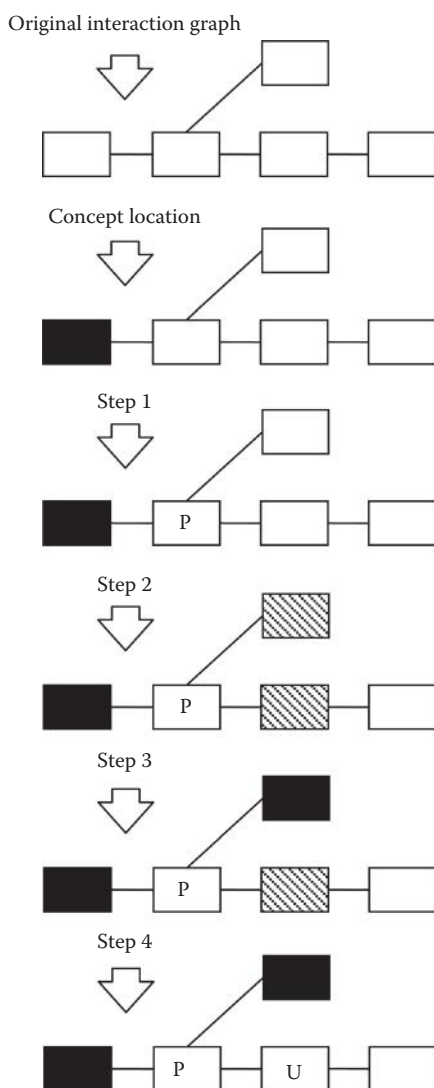 Original interaction graph
Concept location
Step 1
P
Step 2
P
Step 3
P
Step 4
P U